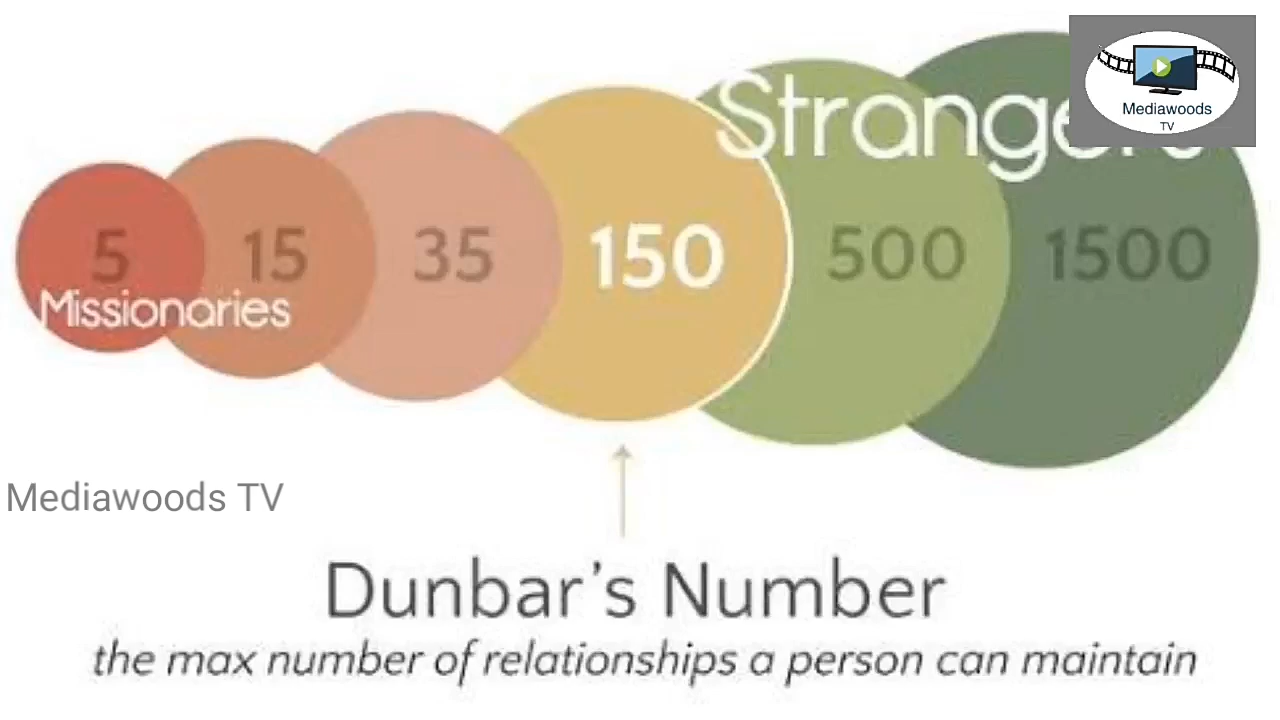 Strange
Mediawoods
TV
5 15 35 150 500 1500
Missionaries
Mediawoods TV
Dunbar's Number
the max number of relationships a person can maintain